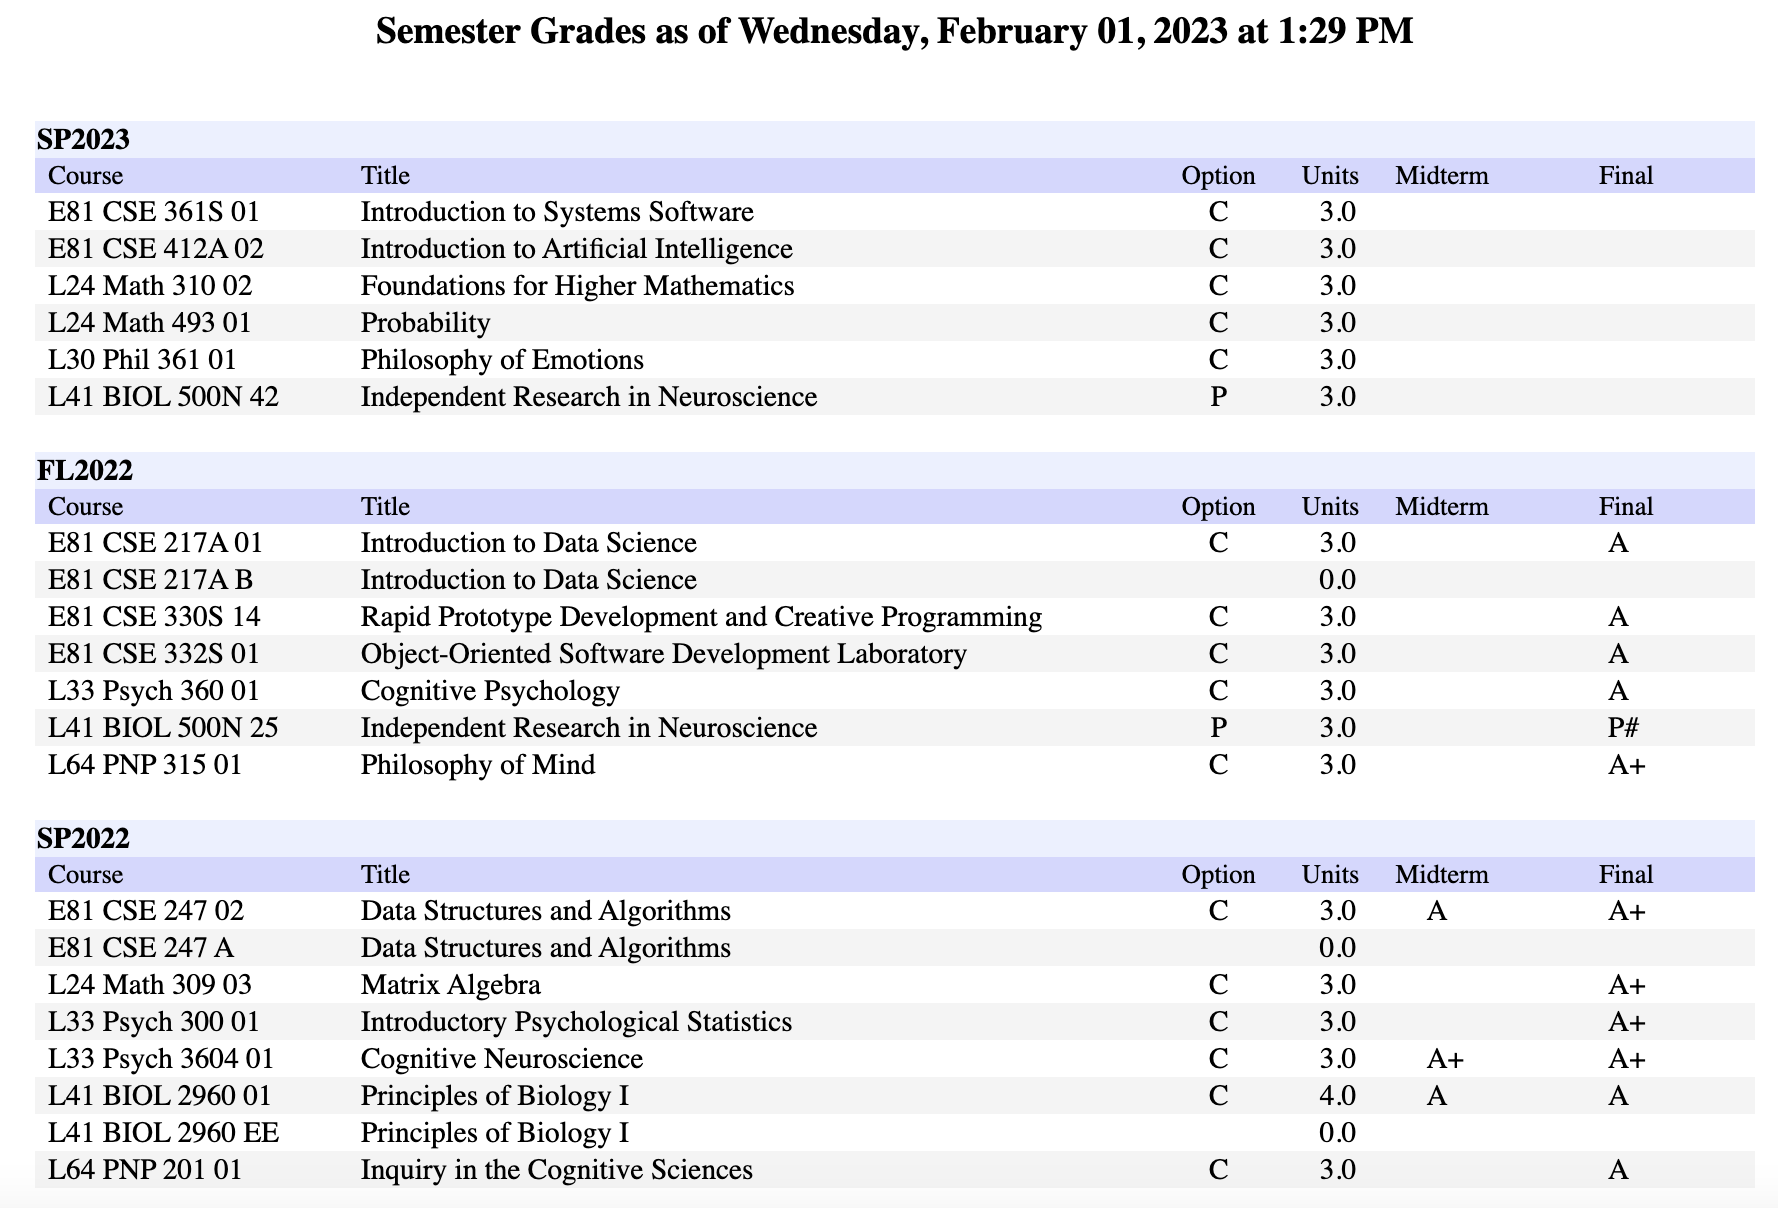 Semester Grades as of Wednesday, February 01, 2023 at 1:29 PM
SP2023
Course Title Option Units Midterm Final
E81 CSE 361S 01 Introduction to Systems Software C 3.0
E81 CSE 412A 02 Introduction to Artificial Intelligence C 3.0
L24 Math 310 02 Foundations for Higher Mathematics C 3.0
L24 Math 493 01 Probability C 3.0
L30 Phil 361 01 Philosophy of Emotions C 3.0
L41 BIOL 500N 42 Independent Research in Neuroscience P 3.0
FL2022
Course Title Option Units Midterm Final
E81 CSE 217A 01 Introduction to Data Science C 3.0 A
E81 CSE 217A B Introduction to Data Science 0.0
E81 CSE 330S 14 Rapid Prototype Development and Creative Programming C 3.0 A
E81 CSE 332S 01 Object-Oriented Software Development Laboratory C 3.0 A
L33 Psych 360 01 Cognitive Psychology C 3.0 A
L41 BIOL 500N 25 Independent Research in Neuroscience P 3.0 P#
L64 PNP 315 01 Philosophy of Mind C 3.0 A+
SP2022
Course Title Option Units Midterm Final
E81 CSE 247 02 Data Structures and Algorithms C 3.0 A A+
E81 CSE 247 A Data Structures and Algorithms 0.0
L24 Math 309 03 Matrix Algebra C 3.0 A+
L33 Psych 300 01 Introductory Psychological Statistics C 3.0 A+
L33 Psych 3604 01 Cognitive Neuroscience C 3.0 A+ A+
L41 BIOL 2960 01 Principles of Biology I C 4.0 A A
L41 BIOL 2960 EE Principles of Biology I 0.0
L64 PNP 201 01 Inquiry in the Cognitive Sciences C 3.0 A